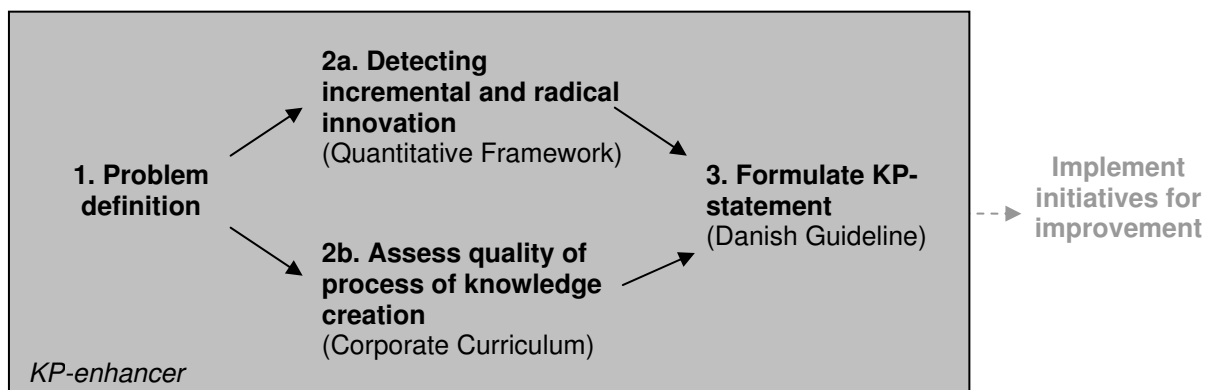 1. Problem
definition
2a. Detecting
incremental and radical
innovation
(Quantitative Framework)
2b. Assess quality of
process of knowledge
creation
(Corporate Curriculum)
3. Formulate KP-
statement
(Danish Guideline)
Implement
initiatives for
improvement
KP-enhancer